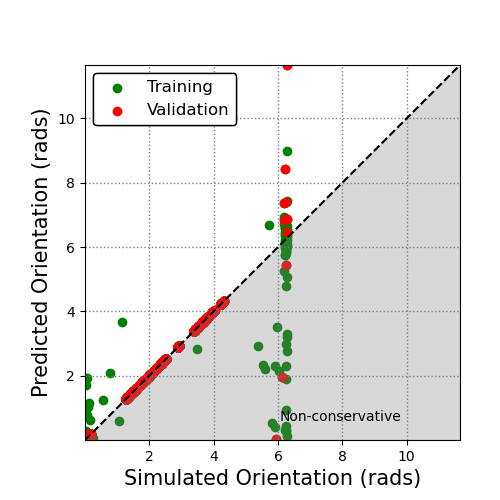 Training
Validation
10
8
6
4
2
Predicted Orientation (rads)
Non-conservative
2
4
6
8
10
Simulated Orientation (rads)